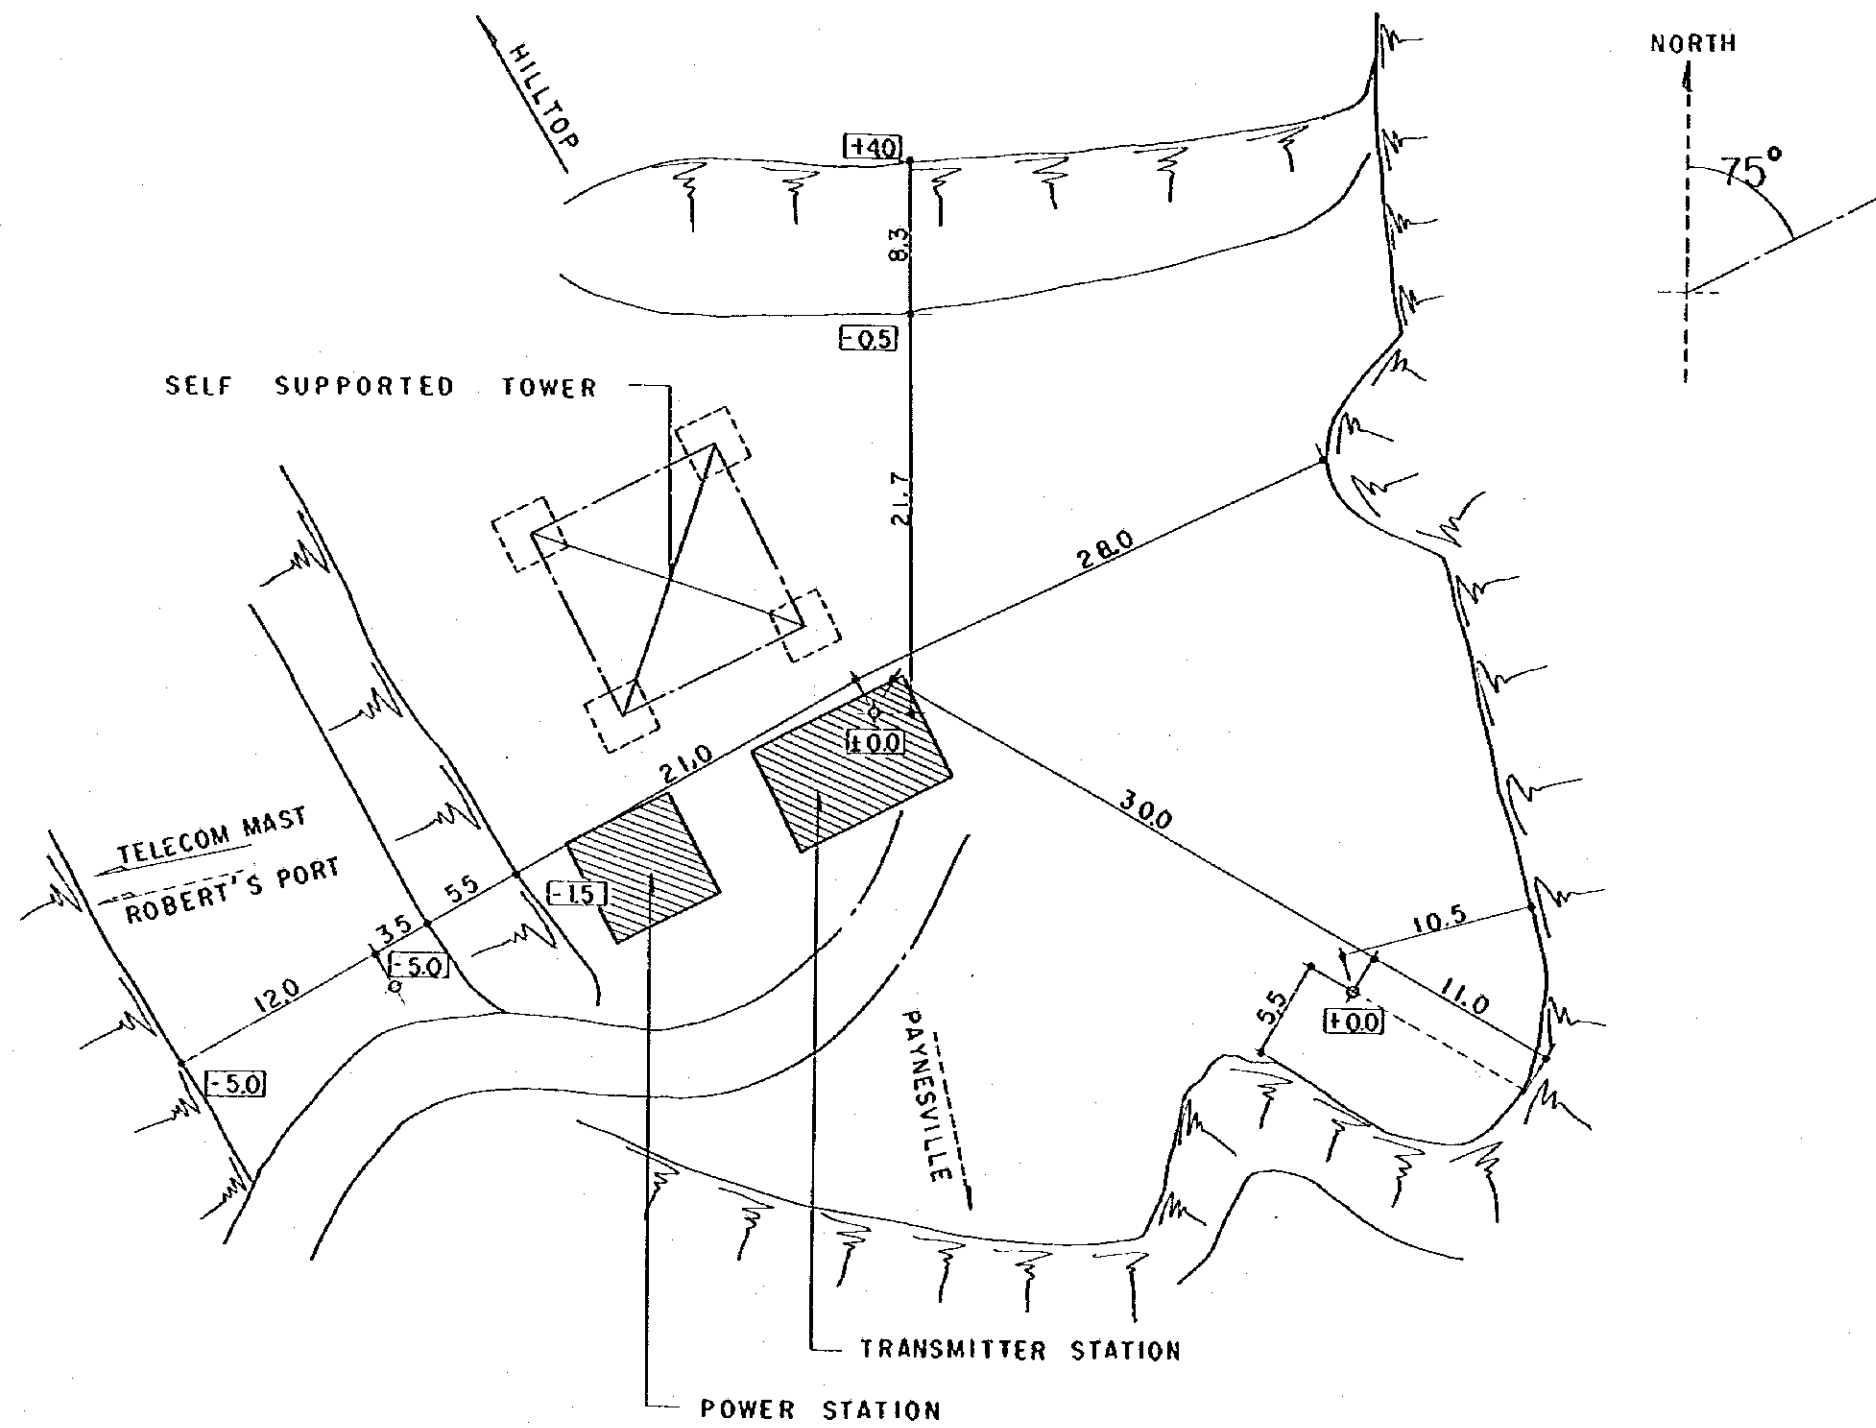 NORTH
75°
HILLTOP
+40
8.3
-0.5
SELF SUPPORTED TOWER
21.7
28.0
±0.0
21.0
30.0
TELECOM MAST
ROBERT'S PORT
5.5
-1.5
3.5
-5.0
12.0
-5.0
10.5
11.0
5.5
±0.0
PAYNESVILLE
TRANSMITTER STATION
POWER STATION